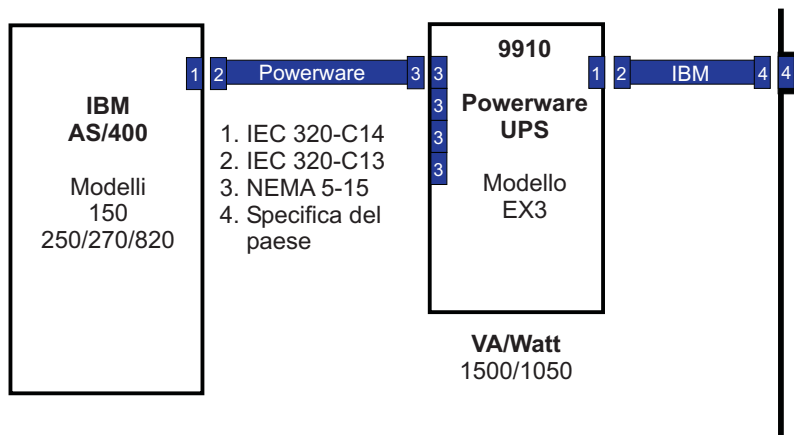 IBM
AS/400
Modelli
150
250/270/820
1 2 Powerware 3
1. IEC 320-C14
2. IEC 320-C13
3. NEMA 5-15
4. Specifica del
paese
3
3
3
3
9910
Powerware
UPS
Modello
EX3
VA/Watt
1500/1050
1 2 IBM 4 4